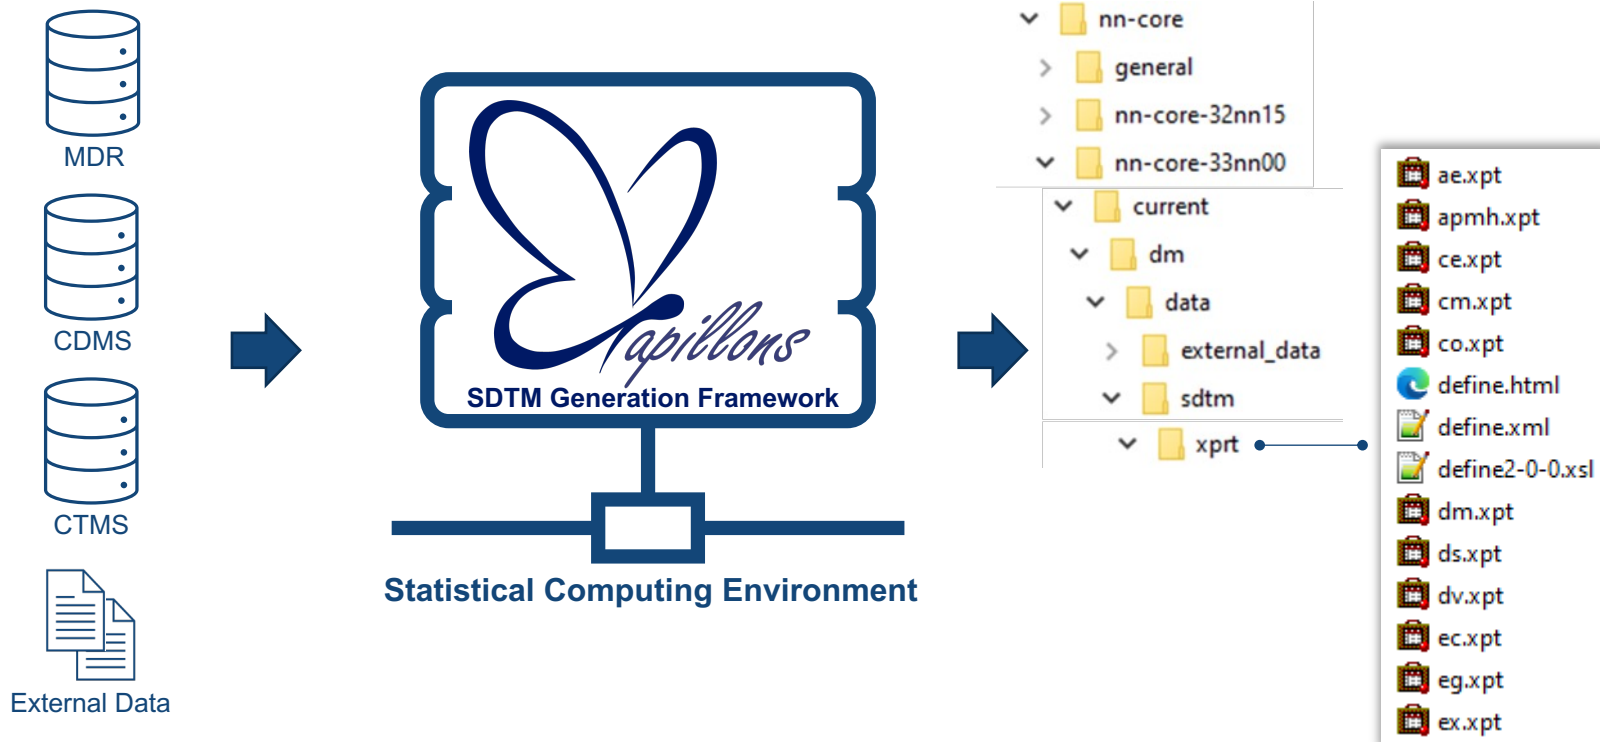 MDR
CDMS
CTMS
External Data
Papillons
SDTM Generation Framework
Statistical Computing Environment
nn-core
general
nn-core-32nn15
nn-core-33nn00
current
dm
data
external_data
sdtm
xprt
ae.xpt
apmh.xpt
ce.xpt
cm.xpt
co.xpt
define.html
define.xml
define2-0-0.xsl
dm.xpt
ds.xpt
dv.xpt
ec.xpt
eg.xpt
ex.xpt